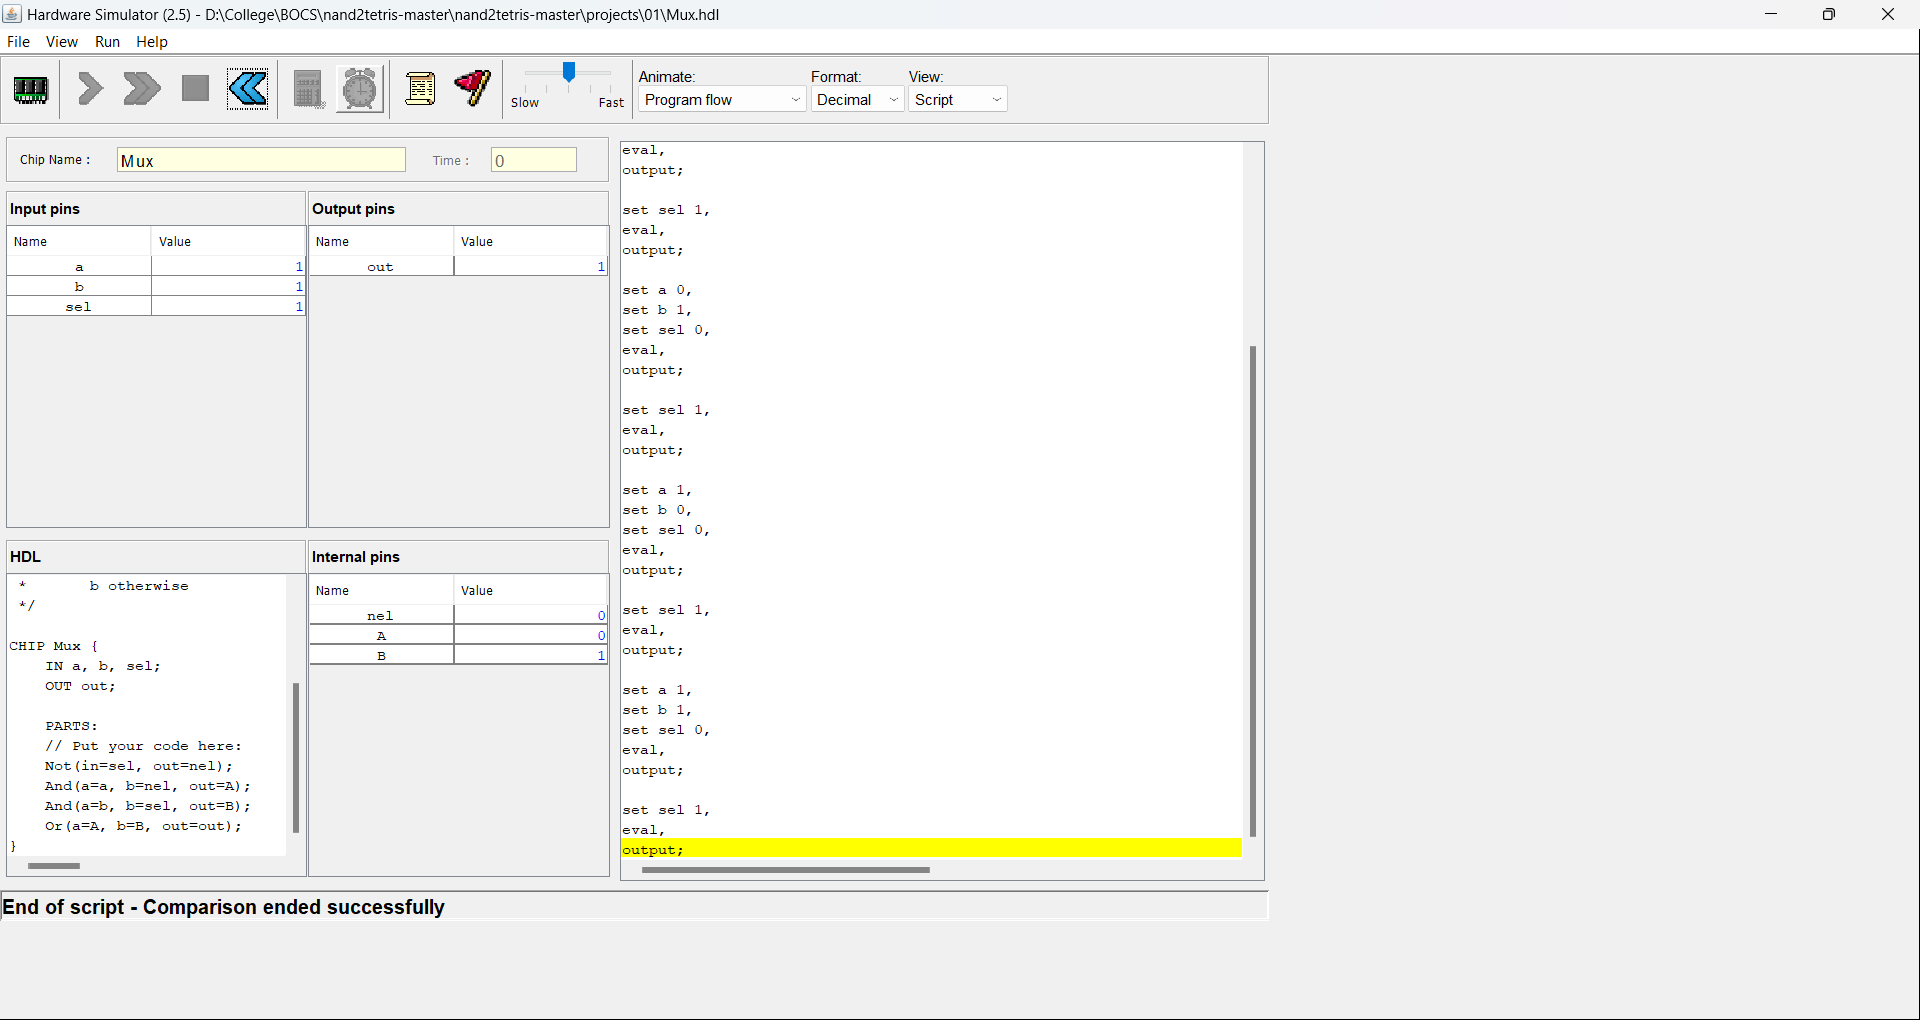 Hardware Simulator (2.5) - D:\College\BOCS\nand2tetris-master\nand2tetris-master\projects\01\Mux.hdl
File View Run Help
Slow Fast
Animate: Format: View:
Program flow Decimal Script
Chip Name : Mux Time : 0
Input pins
Name Value
a 1
b 1
sel 1
Output pins
Name Value
out 1
HDL
* b otherwise
*/
CHIP Mux {
IN a, b, sel;
OUT out;
PARTS:
// Put your code here:
Not(in=sel, out=nel);
And(a=a, b=nel, out=A);
And(a=b, b=sel, out=B);
Or(a=A, b=B, out=out);
}
Internal pins
Name Value
nel 0
A 0
B 1
eval,
output;
set sel 1,
eval,
output;
set a 0,
set b 1,
set sel 0,
eval,
output;
set sel 1,
eval,
output;
set a 1,
set b 0,
set sel 0,
eval,
output;
set sel 1,
eval,
output;
set a 1,
set b 1,
set sel 0,
eval,
output;
set sel 1,
eval,
output;
End of script - Comparison ended successfully